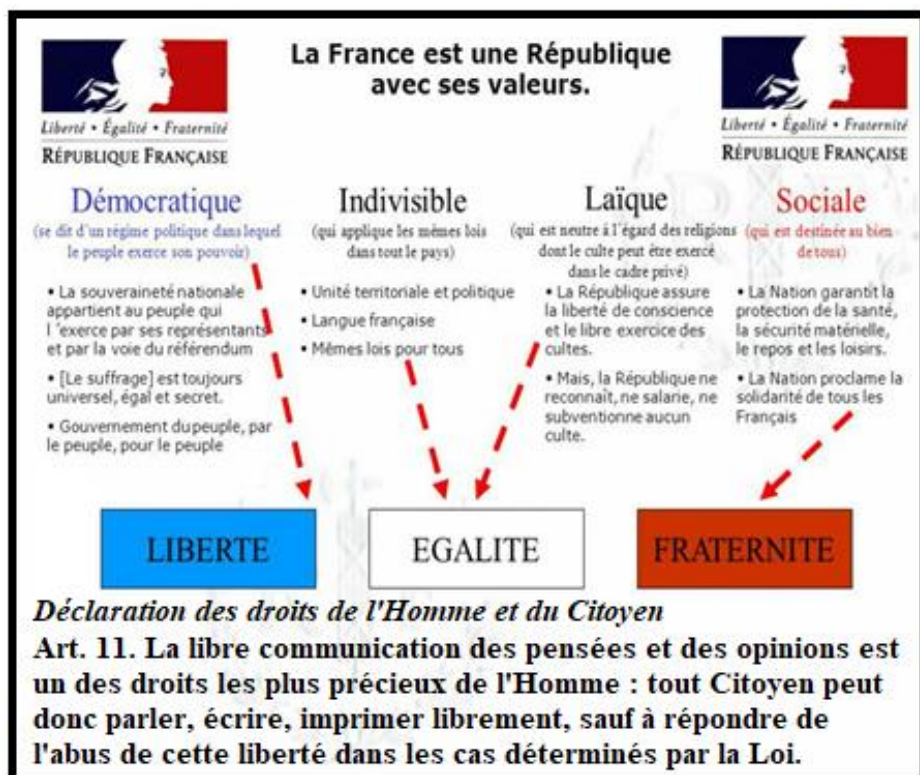 La France est une République
avec ses valeurs.
Liberté • Égalité • Fraternité
RÉPUBLIQUE FRANÇAISE
Liberté • Égalité • Fraternité
RÉPUBLIQUE FRANÇAISE
Démocratique
(se dit d'un régime politique dans lequel
le peuple exerce son pouvoir)
• La souveraineté nationale
appartient au peuple qui
l 'exerce par ses représentants
et par la voie du référendum
• [Le suffrage] est toujours
universel, égal et secret.
• Gouvernement du peuple, par
le peuple, pour le peuple
Indivisible
(qui applique les mêmes lois
dans tout le pays)
• Unité territoriale et politique
• Langue française
• Mêmes lois pour tous
Laïque
(qui est neutre à l'égard des religions
dont le culte peut être exercé
dans le cadre privé)
• La République assure
la liberté de conscience
et le libre exercice des
cultes.
• Mais, la République ne
reconnaît, ne salarie, ne
subventionne aucun
culte.
Sociale
(qui est destinée au bien
de tous)
• La Nation garantit la
protection de la santé,
la sécurité matérielle,
le repos et les loisirs.
• La Nation proclame la
solidarité de tous les
Français
LIBERTE
EGALITE
FRATERNITE
Déclaration des droits de l'Homme et du Citoyen
Art. 11. La libre communication des pensées et des opinions est
un des droits les plus précieux de l'Homme : tout Citoyen peut
donc parler, écrire, imprimer librement, sauf à répondre de
l'abus de cette liberté dans les cas déterminés par la Loi.